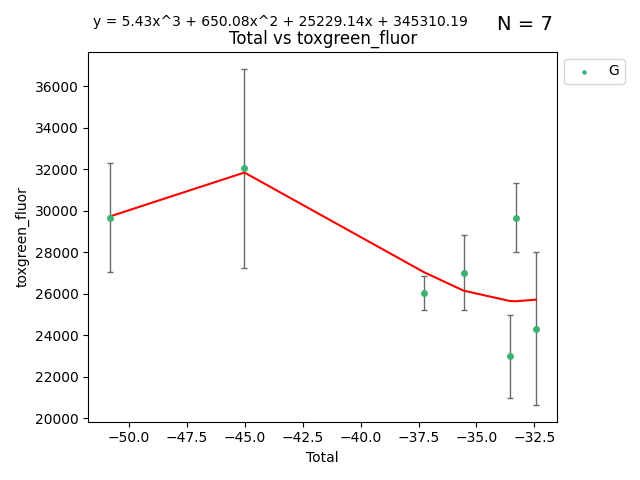 y = 5.43x^3 + 650.08x^2 + 25229.14x + 345310.19
N = 7
Total vs toxgreen_fluor
G
36000
34000
32000
30000
28000
26000
24000
22000
20000
toxgreen_fluor
−50.0 −47.5 −45.0 −42.5 −40.0 −37.5 −35.0 −32.5
Total